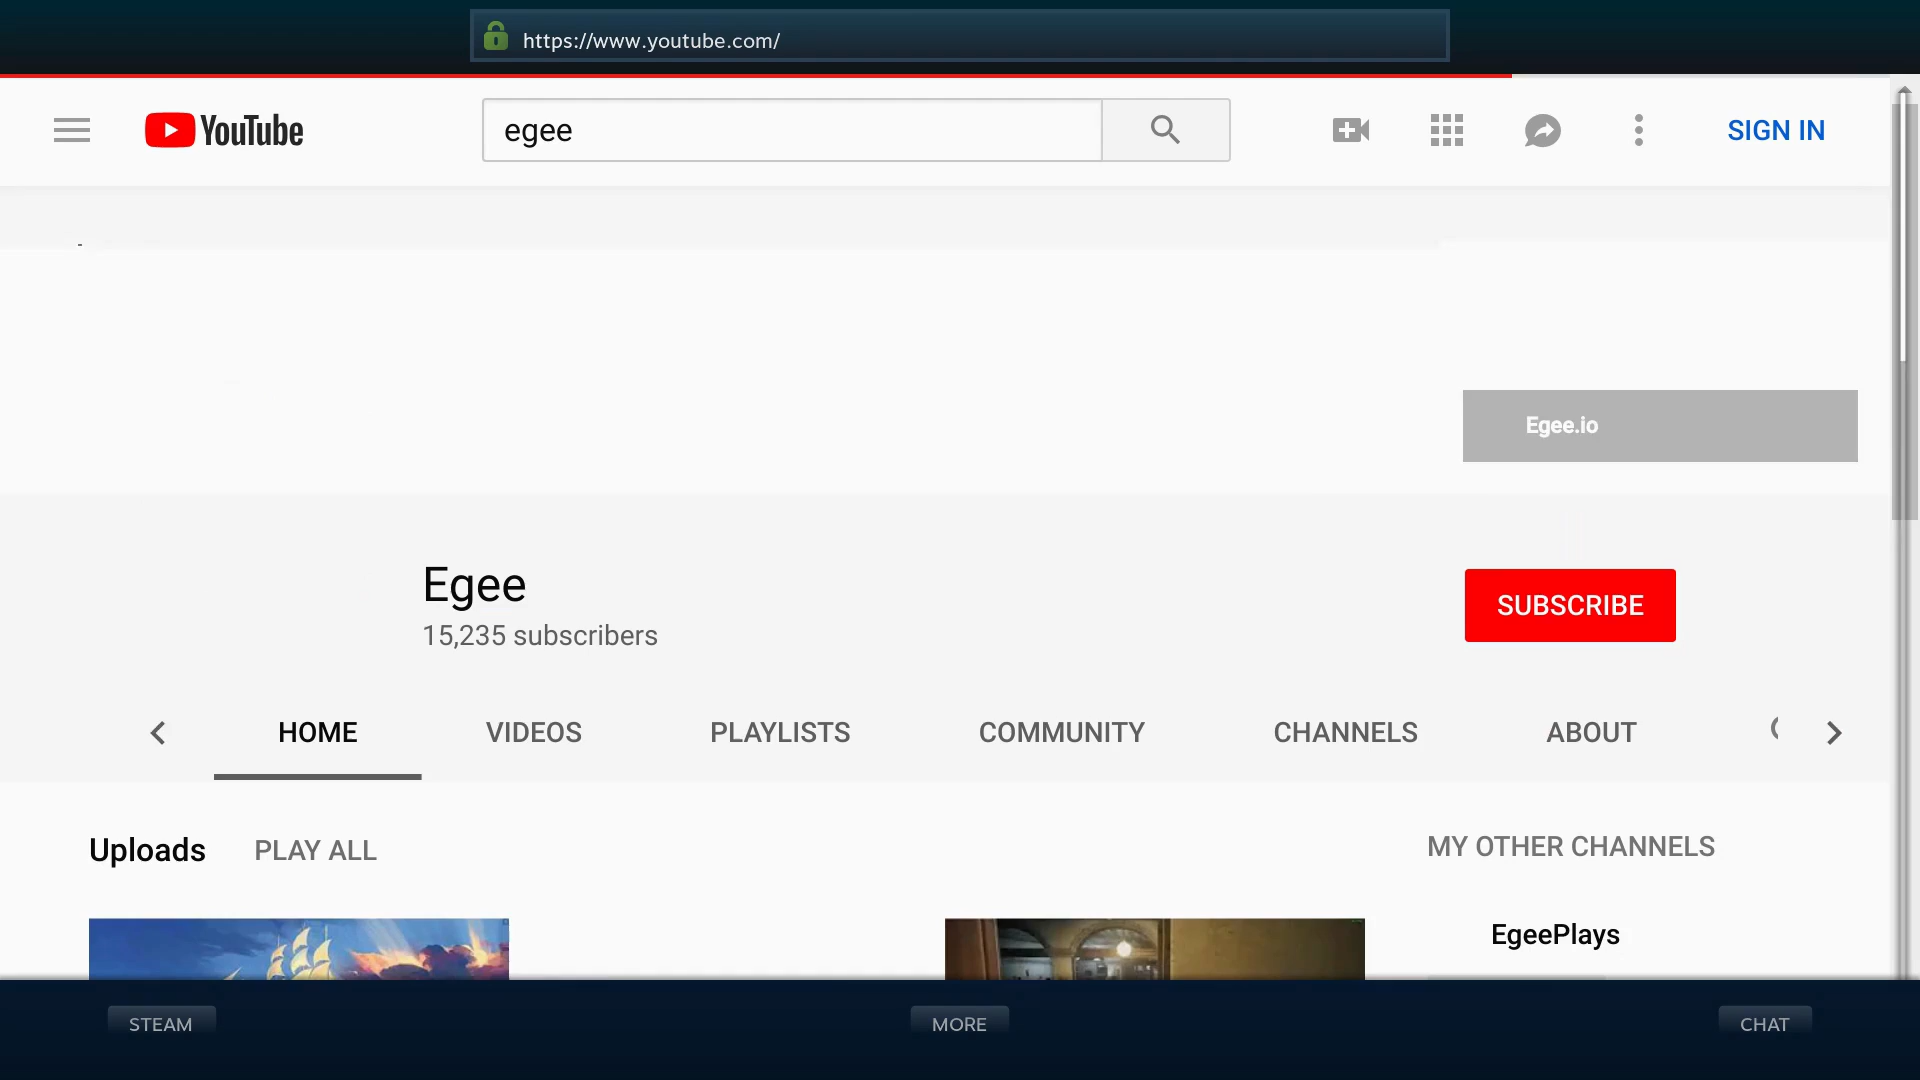 https://www.youtube.com/
YouTube
egee
SIGN IN
Egee.io
Egee
15,235 subscribers
SUBSCRIBE
HOME
VIDEOS
PLAYLISTS
COMMUNITY
CHANNELS
ABOUT
Uploads
PLAY ALL
MY OTHER CHANNELS
EgeePlays
STEAM
MORE
CHAT